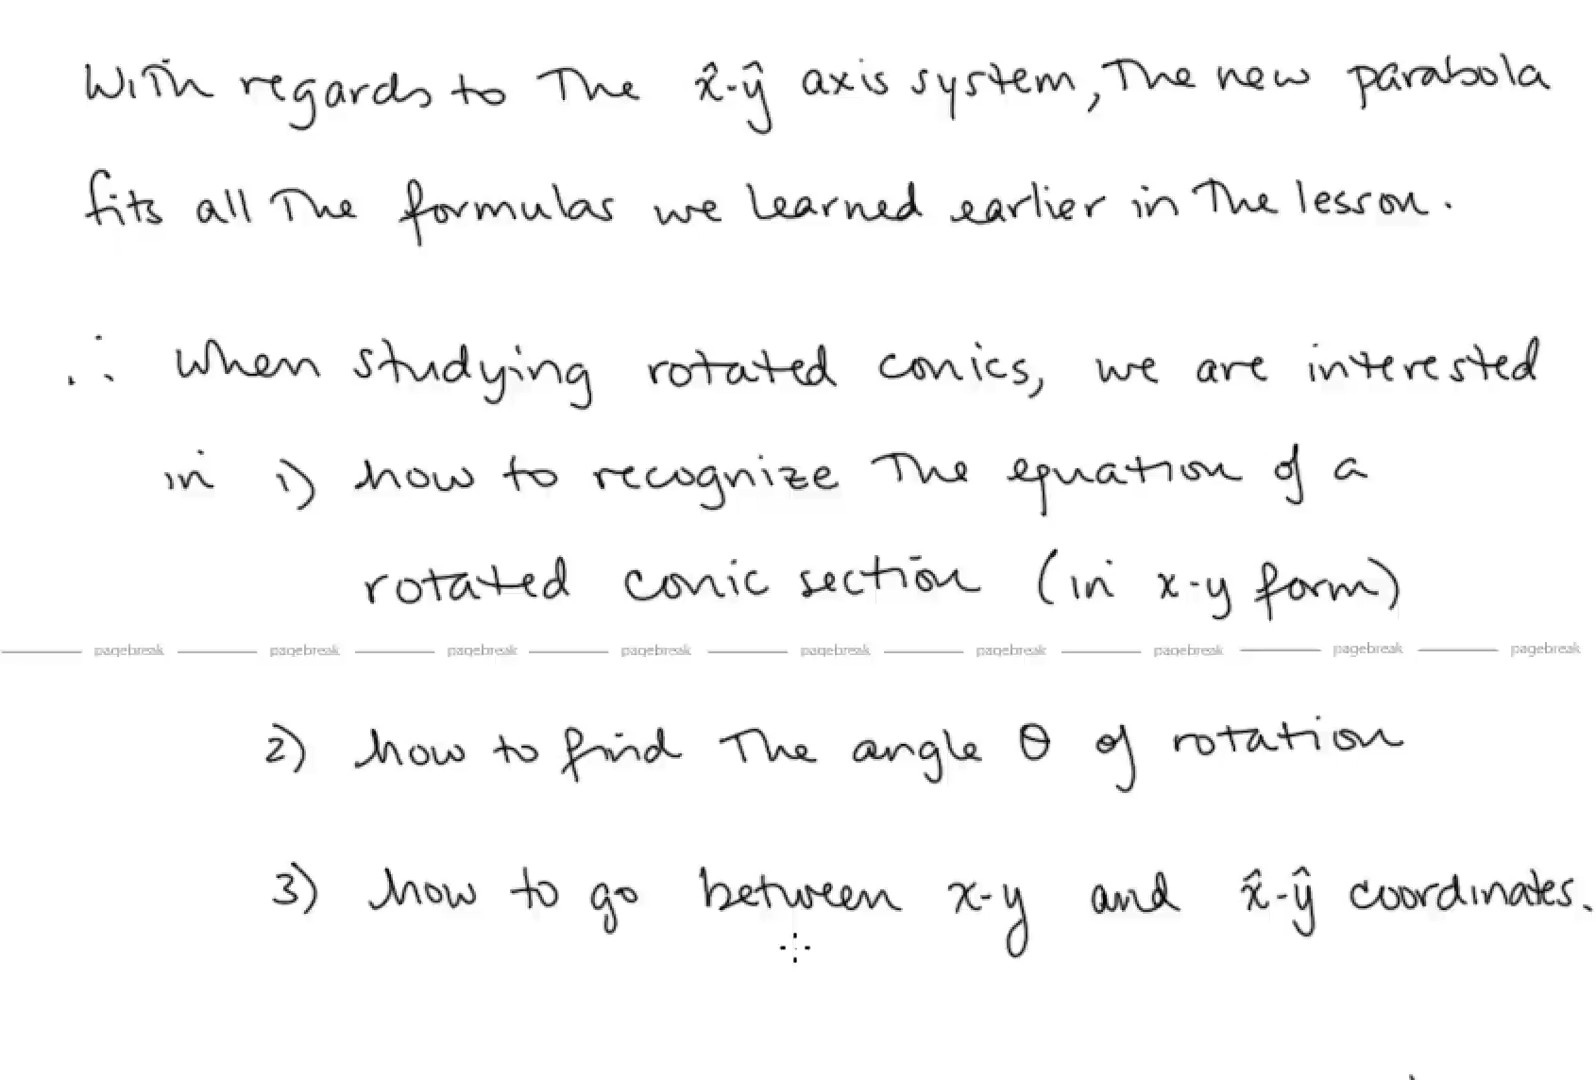 With regards to The x̂-ŷ axis system, The new parabola
fits all The formulas we learned earlier in The lesson.
∴ When studying rotated conics, we are interested
in 1) how to recognize The equation of a
rotated conic section (in x-y form)
pagebreak pagebreak pagebreak pagebreak pagebreak pagebreak pagebreak pagebreak pagebreak
2) how to find The angle θ of rotation
3) how to go between x-y and x̂-ŷ coordinates.